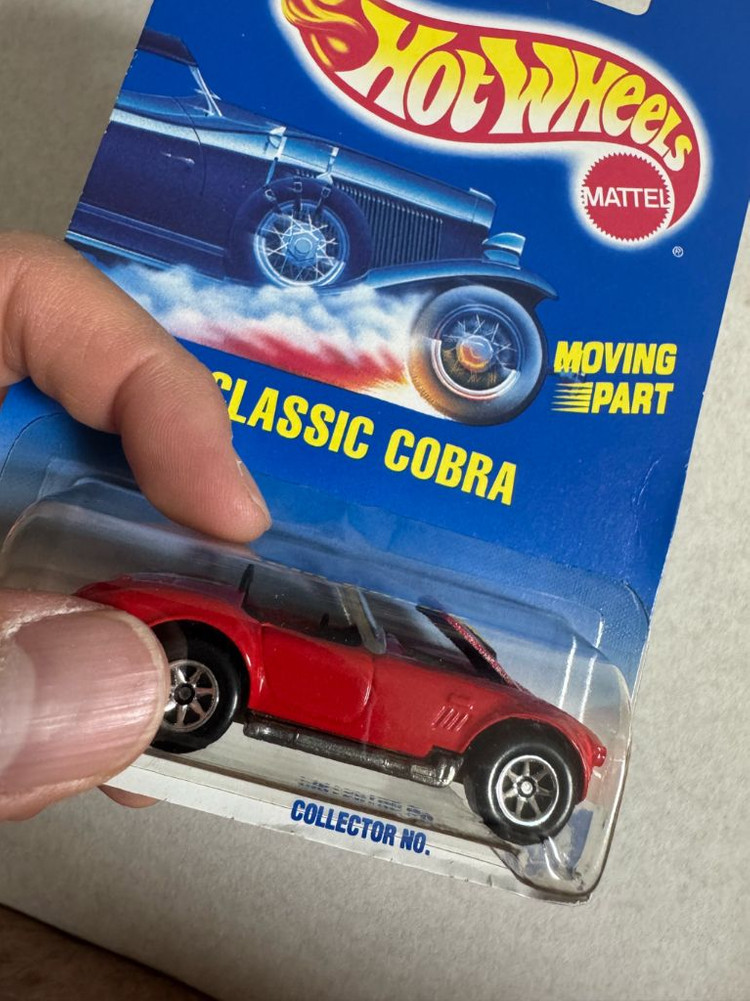 Hot Wheels
MATTEL
®
MOVING
PART
CLASSIC COBRA
COLLECTOR NO.